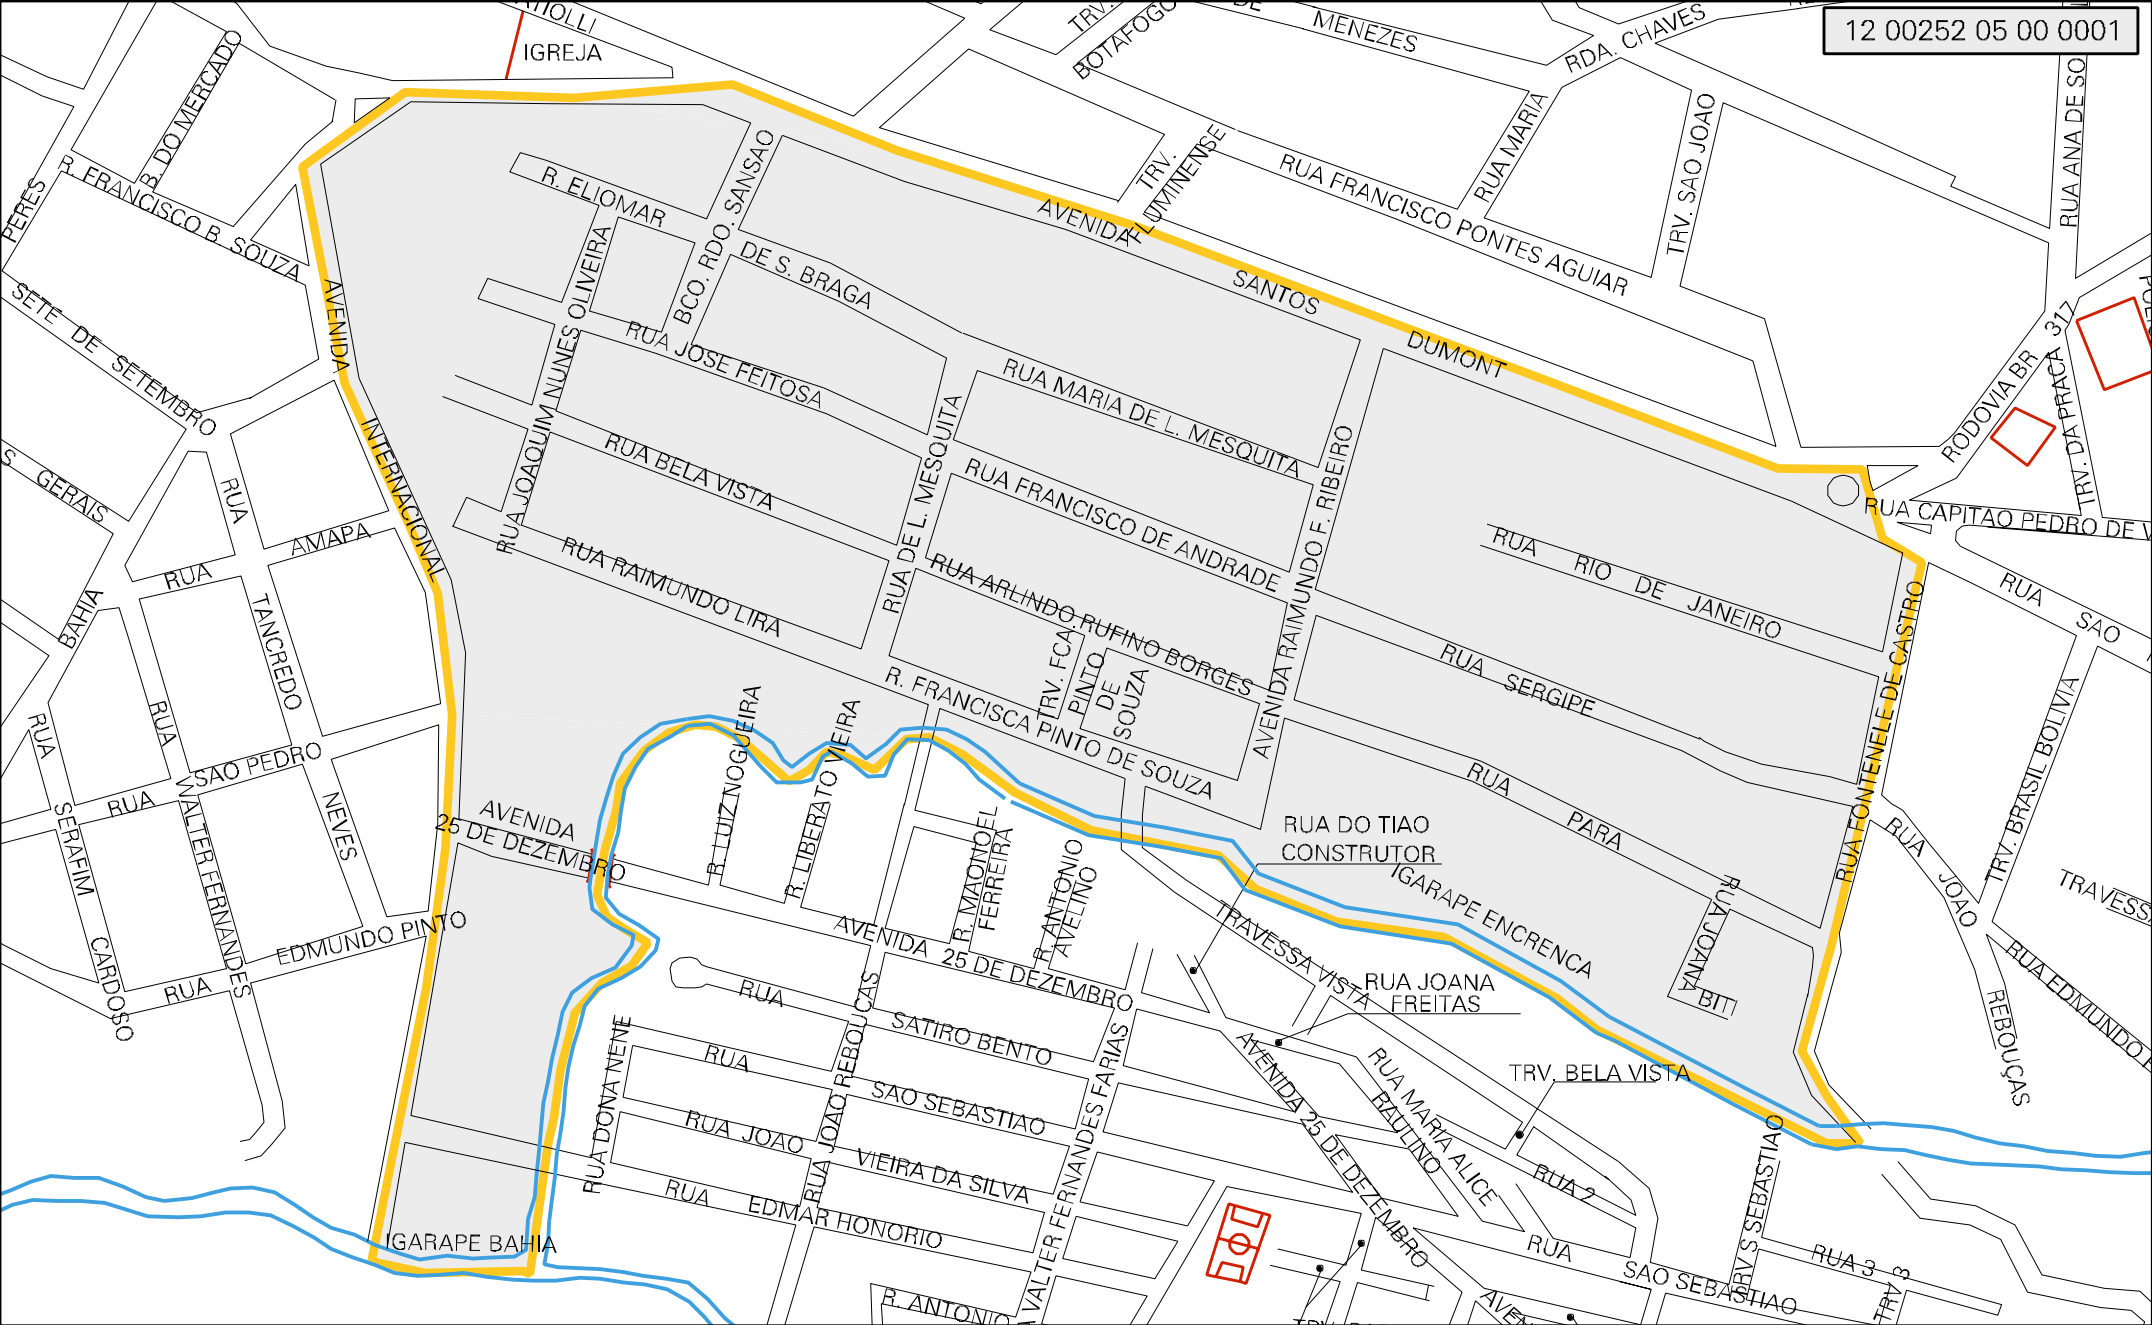 12 00252 05 00 0001
IGREJA
MENEZES
RDA. CHAVES
BOTAFOGO
TRV.
DE
B. DO MERCADO
R. FRANCISCO B. SOUZA
PERES
R. ELIOMAR
DE S. BRAGA
BCO. RDO. SANSAO
TRV.
FLUMINENSE
RUA MARIA
TRV. SAO JOAO
RUA ANA DE SO
RUA FRANCISCO PONTES AGUIAR
AVENIDA
SANTOS
DUMONT
SETE DE SETEMBRO
AVENIDA
INTERNACIONAL
RUA JOAQUIM NUNES OLIVEIRA
RUA JOSE FEITOSA
RUA MARIA DE L. MESQUITA
RODOVIA BR 317
TRV. DA PRACA
S GERAIS
RUA
TANCREDO
NEVES
RUA
AMAPA
RUA BELA VISTA
RUA DE L. MESQUITA
RUA FRANCISCO DE ANDRADE
AVENIDA RAIMUNDO F. RIBEIRO
RUA CAPITAO PEDRO DE V
RUA RIO DE JANEIRO
RUA RAIMUNDO LIRA
RUA ARLINDO RUFINO BORGES
BAHIA
RUA SAO
RUA SERGIPE
TRV. FCA.
PINTO
DE
SOUZA
R. FRANCISCA PINTO DE SOUZA
RUA FONTENELE DE CASTRO
TRV. BRASIL BOLIVIA
RUA
SERAFIM
CARDOSO
RUA
WALTER FERNANDES
RUA
SAO PEDRO
R. LUIZ NOGUEIRA
R. LIBERATO VIEIRA
RUA PARA
AVENIDA
25 DE DEZEMBRO
R. MAONOEL
FERREIRA
R. ANTONIO
AVELINO
RUA DO TIAO
CONSTRUTOR
IGARAPE ENCRENCA
RUA JOANA
BIT
RUA JOAO
REBOUÇAS
TRAVESS
RUA EDMUNDO
RUA
EDMUNDO PINTO
AVENIDA 25 DE DEZEMBRO
TRAVESSA VISTA
RUA JOANA
FREITAS
RUA SATIRO BENTO
RUA SAO SEBASTIAO
RUA JOAO VIEIRA DA SILVA
RUA EDMAR HONORIO
RUA DONA NENE
RUA JOAO REBOUCAS
A VALTER FERNANDES FARIAS O
AVENIDA 25 DE DEZEMBRO
RUA MARIA ALICE
PAULINO
TRV. BELA VISTA
RUA 2
TRV S SEBASTIAO
IGARAPE BAHIA
RUA SAO SEBASTIAO
RUA 3
TRV 3
R. ANTONIO